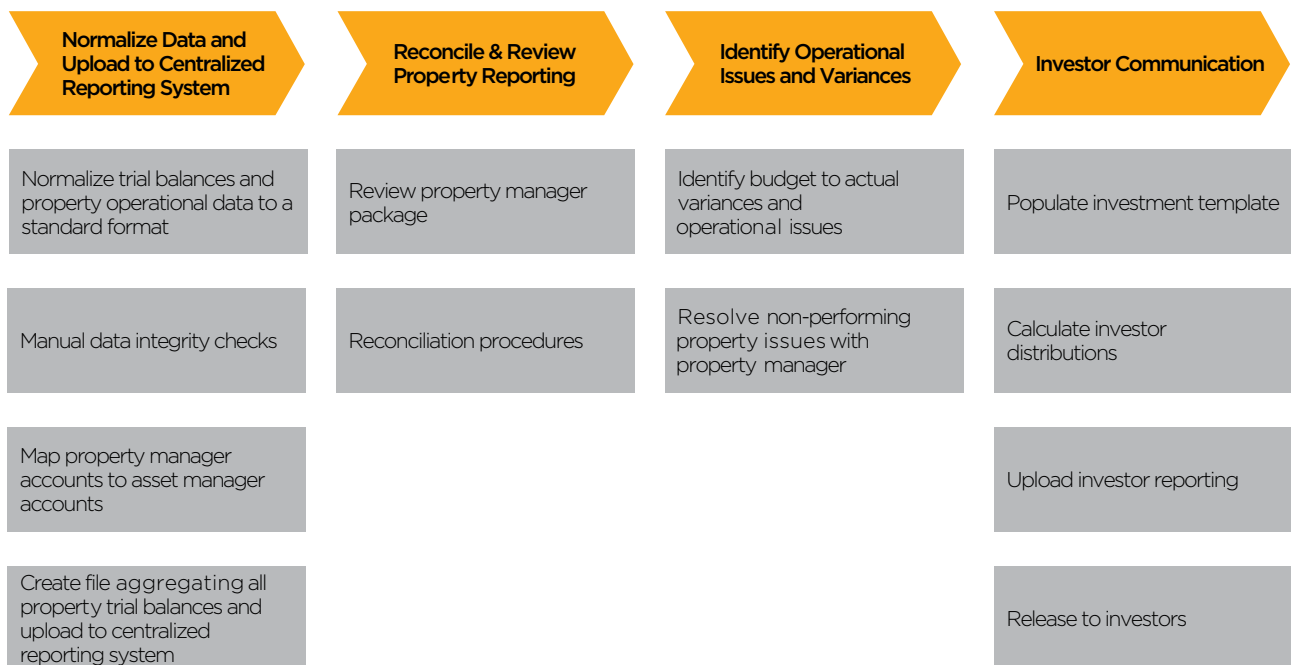 Normalize Data and
Upload to Centralized
Reporting System
Reconcile & Review
Property Reporting
Identify Operational
Issues and Variances
Investor Communication
Normalize trial balances and
property operational data to a
standard format
Review property manager
package
Identify budget to actual
variances and
operational issues
Populate investment template
Manual data integrity checks
Reconciliation procedures
Resolve non-performing
property issues with
property manager
Calculate investor
distributions
Map property manager
accounts to asset manager
accounts
Upload investor reporting
Create file aggregating all
property trial balances and
upload to centralized
reporting system
Release to investors